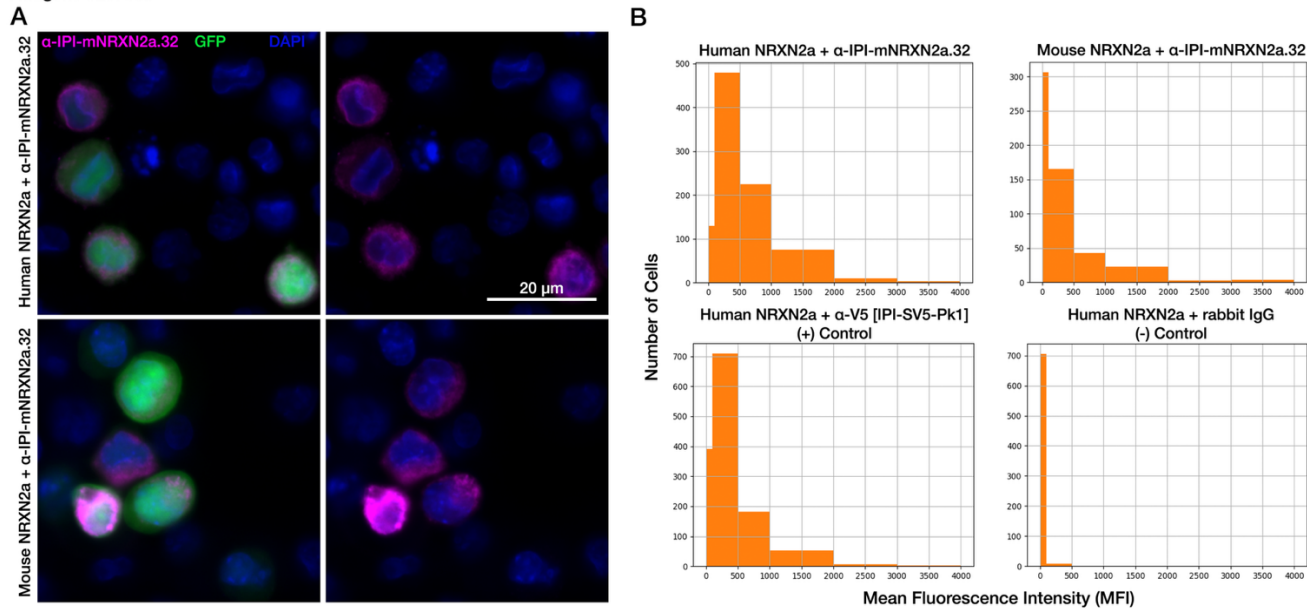 A
B
α-IPI-mNRXN2a.32 GFP DAPI
Human NRXN2a + α-IPI-mNRXN2a.32
20 µm
Mouse NRXN2a + α-IPI-mNRXN2a.32
Human NRXN2a + α-IPI-mNRXN2a.32
500
400
300
200
100
0
0 500 1000 1500 2000 2500 3000 3500 4000
Mouse NRXN2a + α-IPI-mNRXN2a.32
300
250
200
150
100
50
0
0 500 1000 1500 2000 2500 3000 3500 4000
Number of Cells
Human NRXN2a + α-V5 [IPI-SV5-Pk1]
(+) Control
700
600
500
400
300
200
100
0
0 500 1000 1500 2000 2500 3000 3500 4000
Human NRXN2a + rabbit IgG
(-) Control
700
600
500
400
300
200
100
0
0 500 1000 1500 2000 2500 3000 3500 4000
Mean Fluorescence Intensity (MFI)